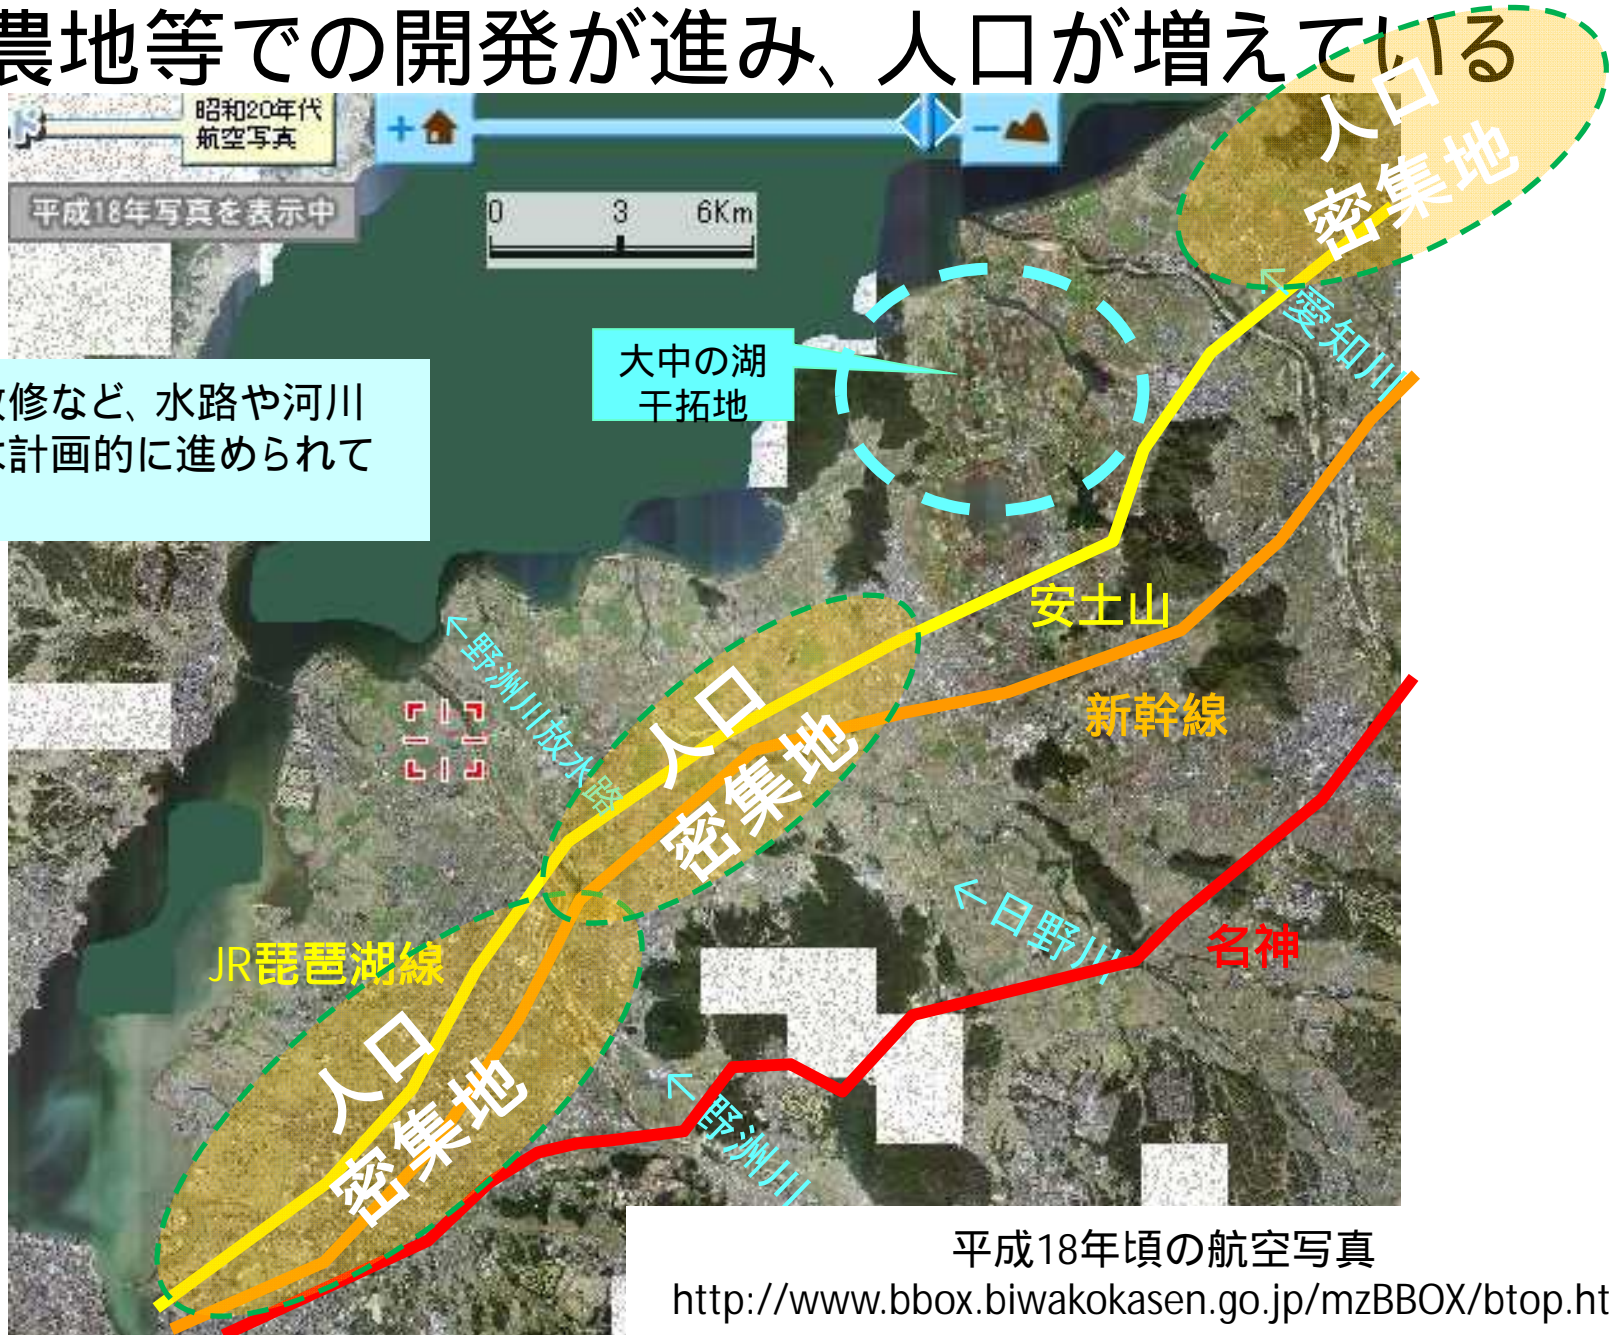 農地等での開発が進み、人口が増えている
昭和20年代
航空写真
平成18年写真を表示中
0 3 6Km
人口
密集地
←愛知川
大中の湖
干拓地
改修など、水路や河川
は計画的に進められて
安土山
←野洲川放水路
新幹線
人口
密集地
←日野川
名神
JR琵琶湖線
人口
密集地
←野洲川
平成18年頃の航空写真
http://www.bbox.biwakokasen.go.jp/mzBBOX/btop.ht